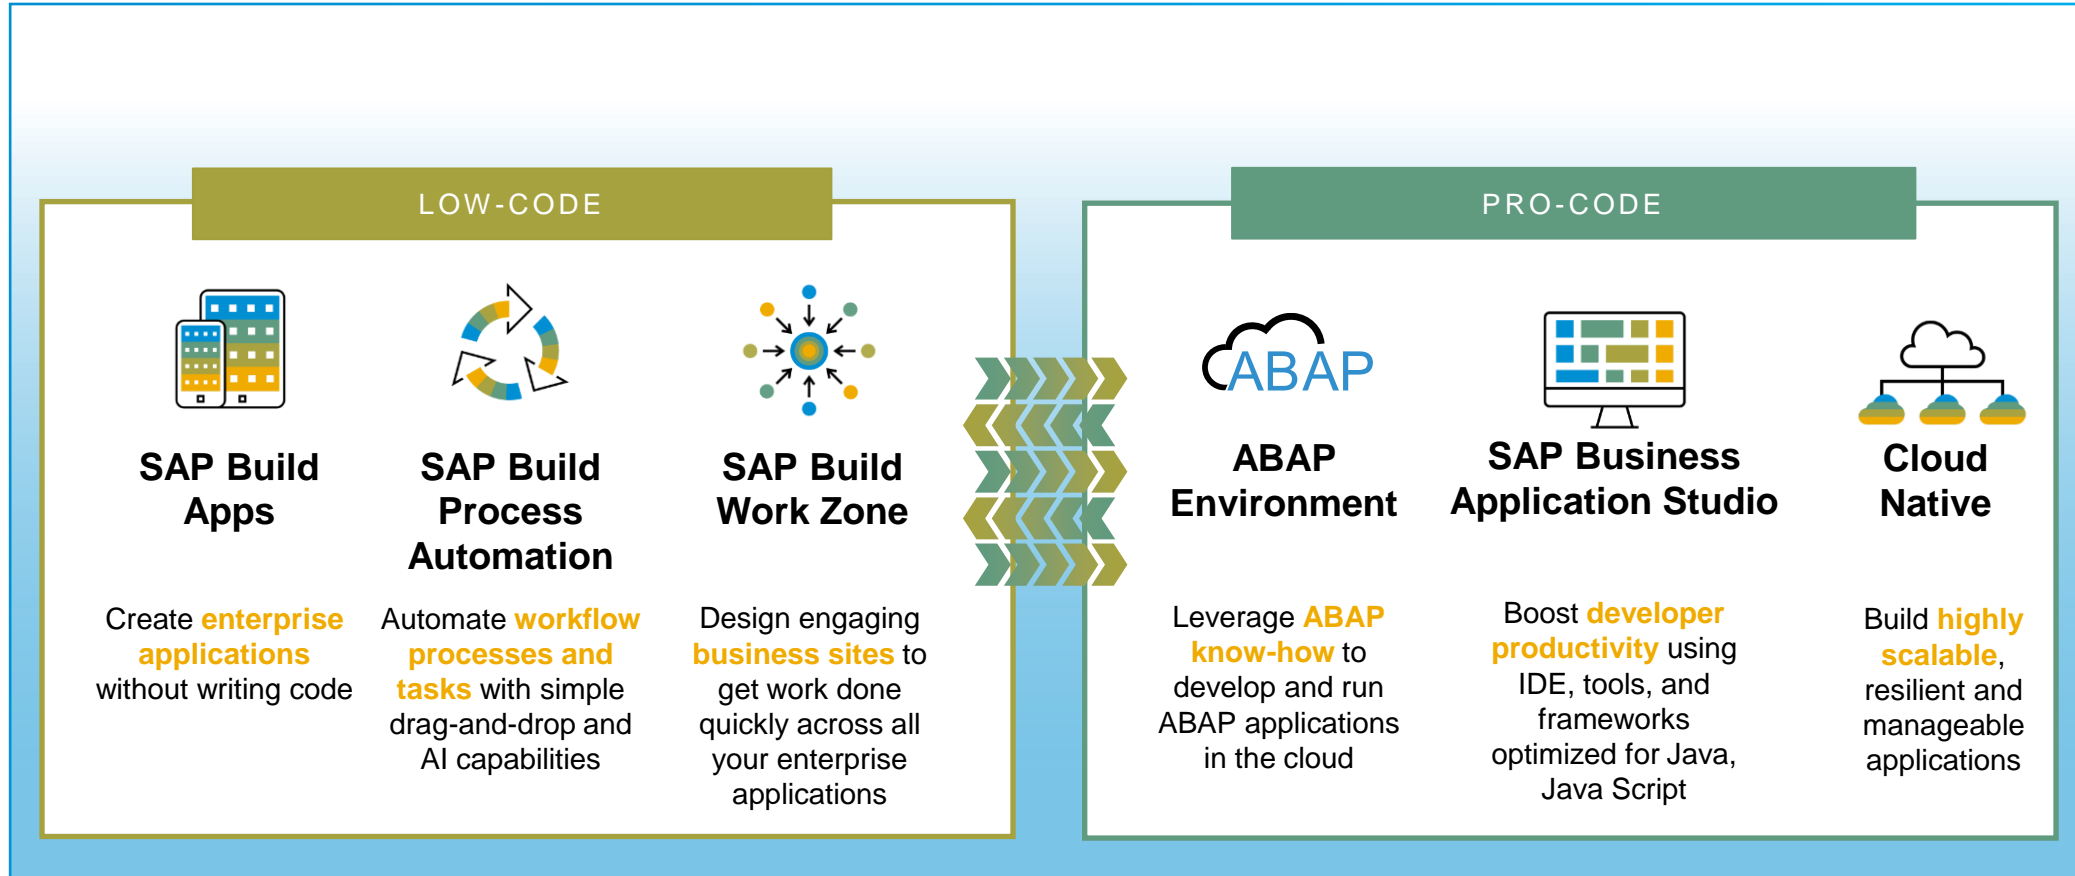 LOW-CODE
SAP Build
Apps
Create enterprise
applications
without writing code
SAP Build
Process
Automation
Automate workflow
processes and
tasks with simple
drag-and-drop and
AI capabilities
SAP Build
Work Zone
Design engaging
business sites to
get work done
quickly across all
your enterprise
applications
PRO-CODE
ABAP
ABAP
Environment
Leverage ABAP
know-how to
develop and run
ABAP applications
in the cloud
SAP Business
Application Studio
Boost developer
productivity using
IDE, tools, and
frameworks
optimized for Java,
Java Script
Cloud
Native
Build highly
scalable,
resilient and
manageable
applications